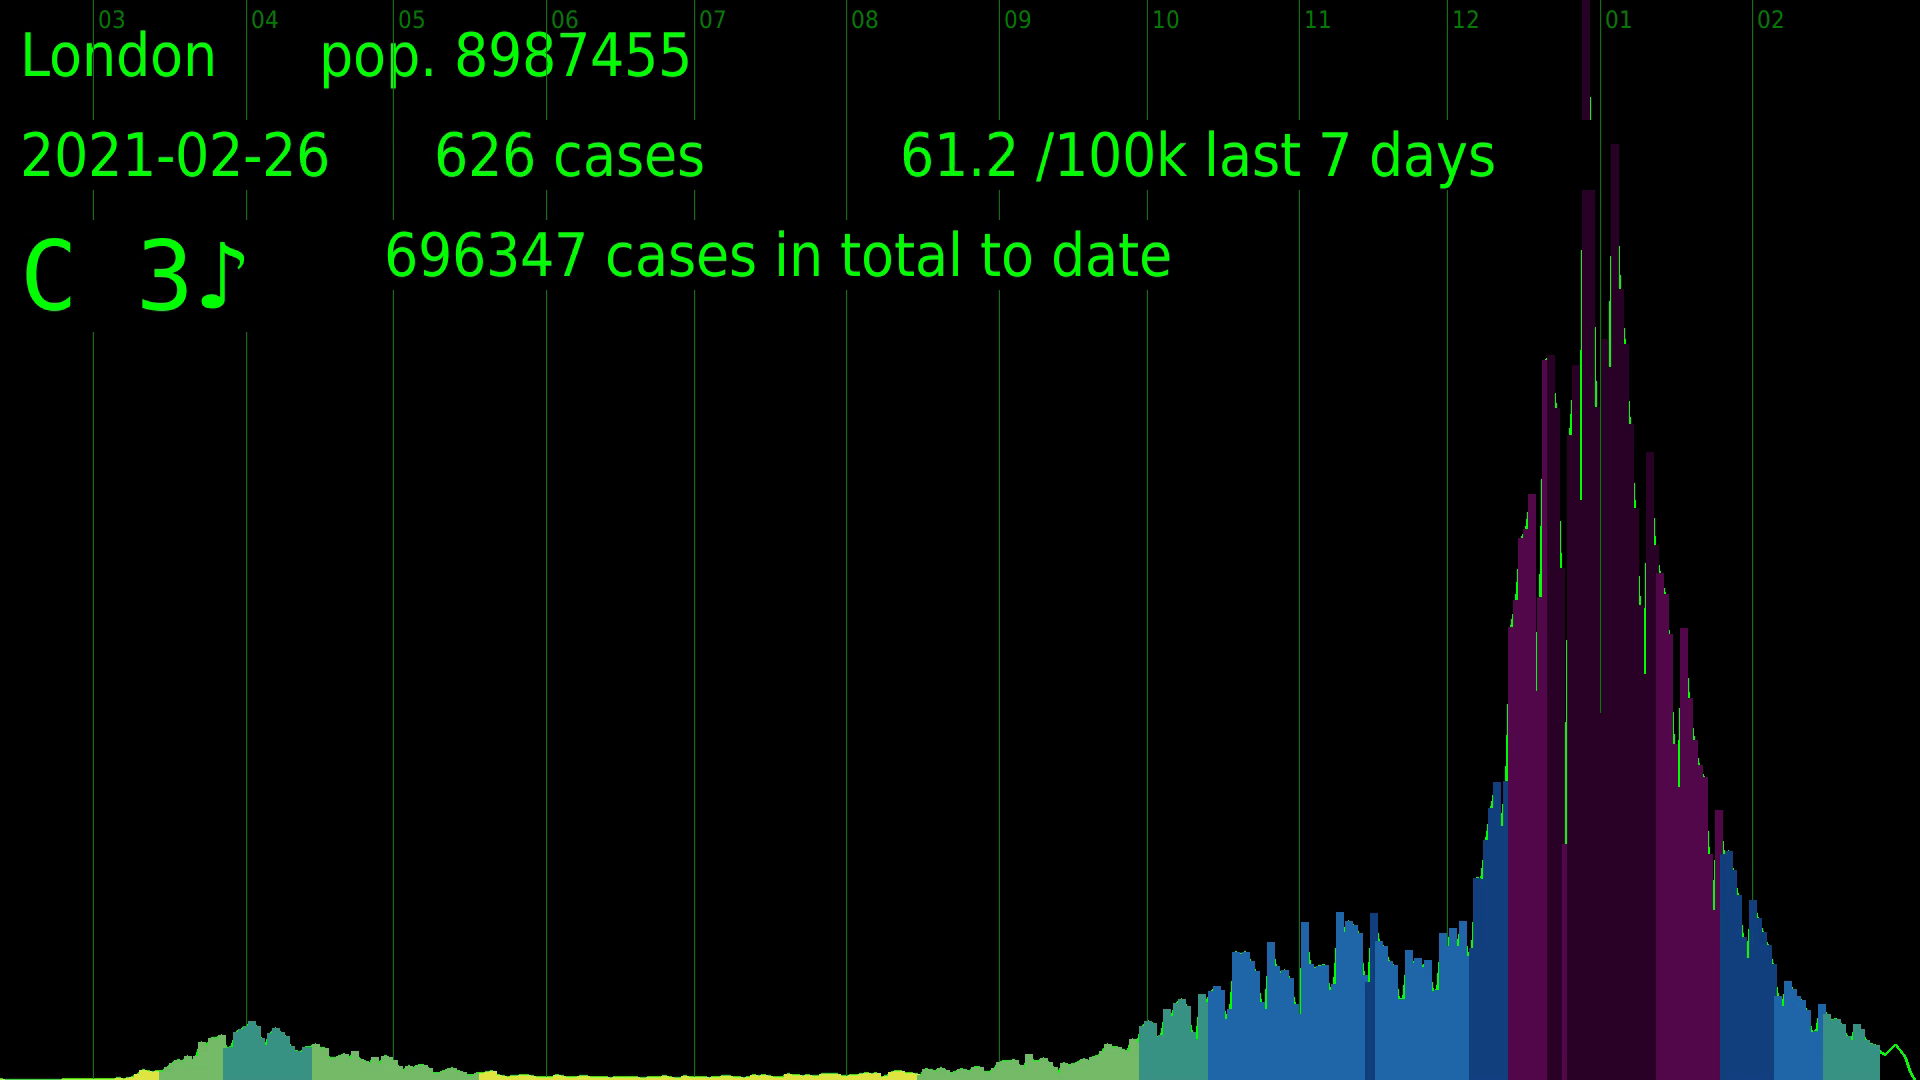 03 04 05 06 07 08 09 10 11 12 01 02
London pop. 8987455
2021-02-26 626 cases 61.2 /100k last 7 days
C 3♪ 696347 cases in total to date